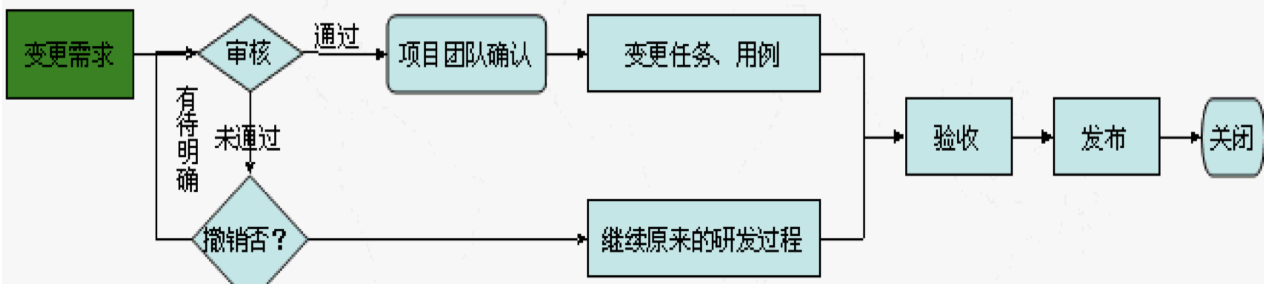 变更需求
审核
通过
项目团队确认
变更任务、用例
有待明确
未通过
验收
发布
关闭
撤销否？
继续原来的研发过程